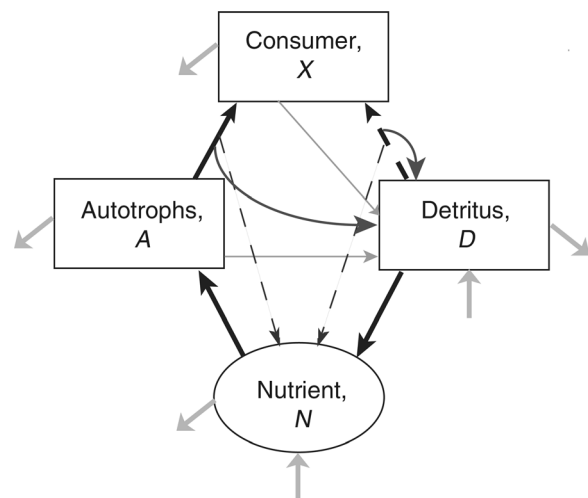 Consumer,
X
Autotrophs,
A
Detritus,
D
Nutrient,
N